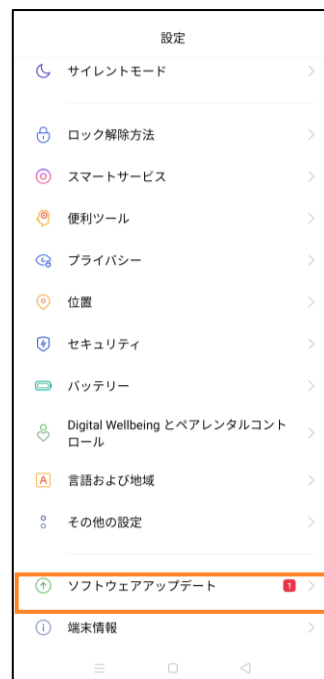 設定
サイレントモード
ロック解除方法
スマートサービス
便利ツール
プライバシー
位置
セキュリティ
バッテリー
Digital Wellbeing とペアレンタルコント
ロール
A 言語および地域
その他の設定
ソフトウェアアップデート 1
端末情報